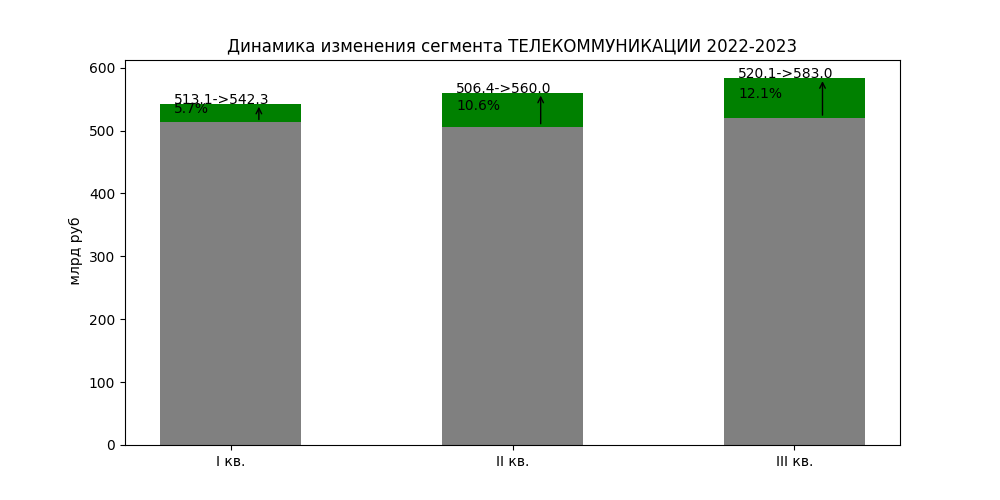 Динамика изменения сегмента ТЕЛЕКОММУНИКАЦИИ 2022-2023
млрд руб
600
500
400
300
200
100
0
513.1->542.3
5.7%
506.4->560.0
10.6%
520.1->583.0
12.1%
I кв.
II кв.
III кв.